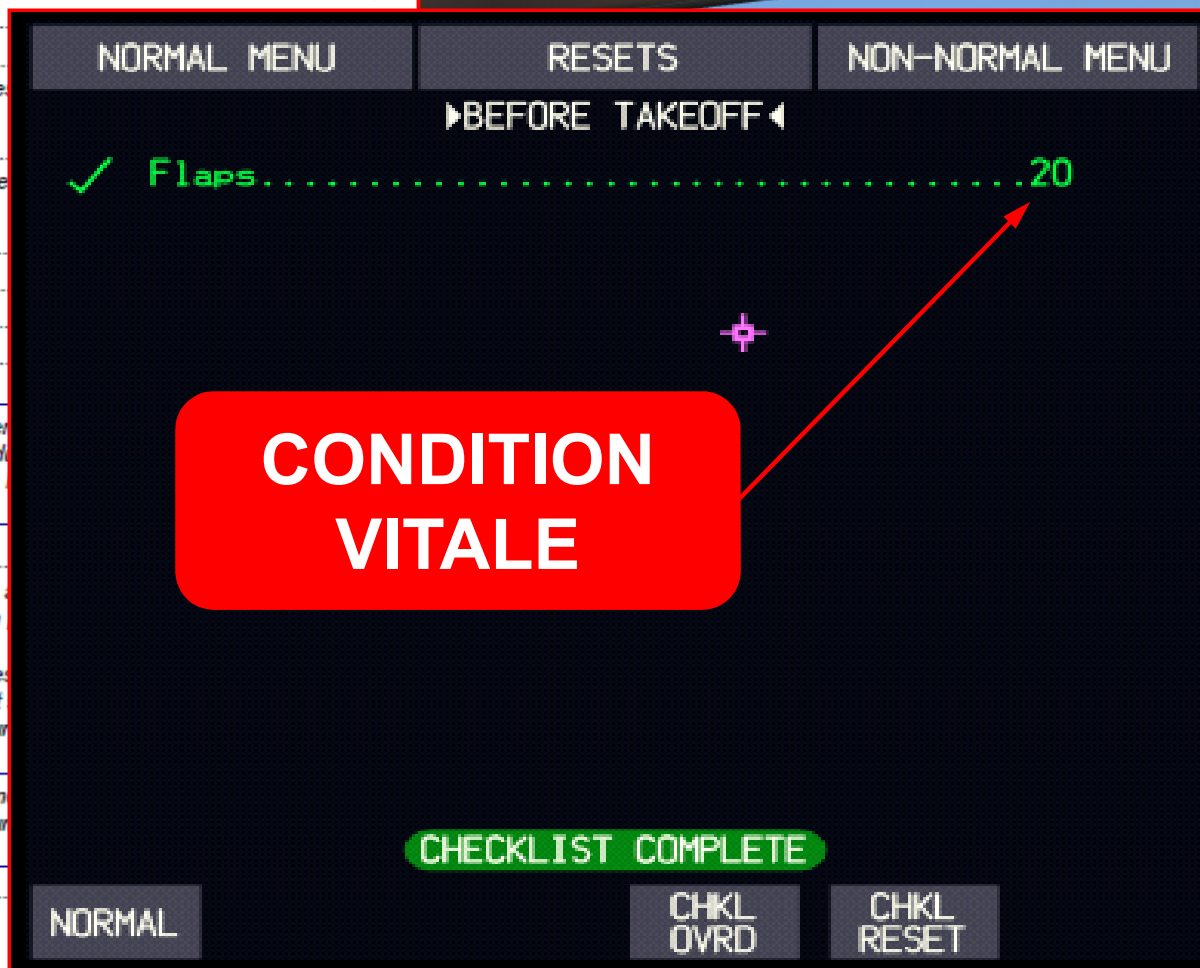 NORMAL MENU RESETS NON-NORMAL MENU
▶BEFORE TAKEOFF◀
✓ Flaps...................................20
CONDITION
VITALE
CHECKLIST COMPLETE
NORMAL CHKL OVRD CHKL RESET